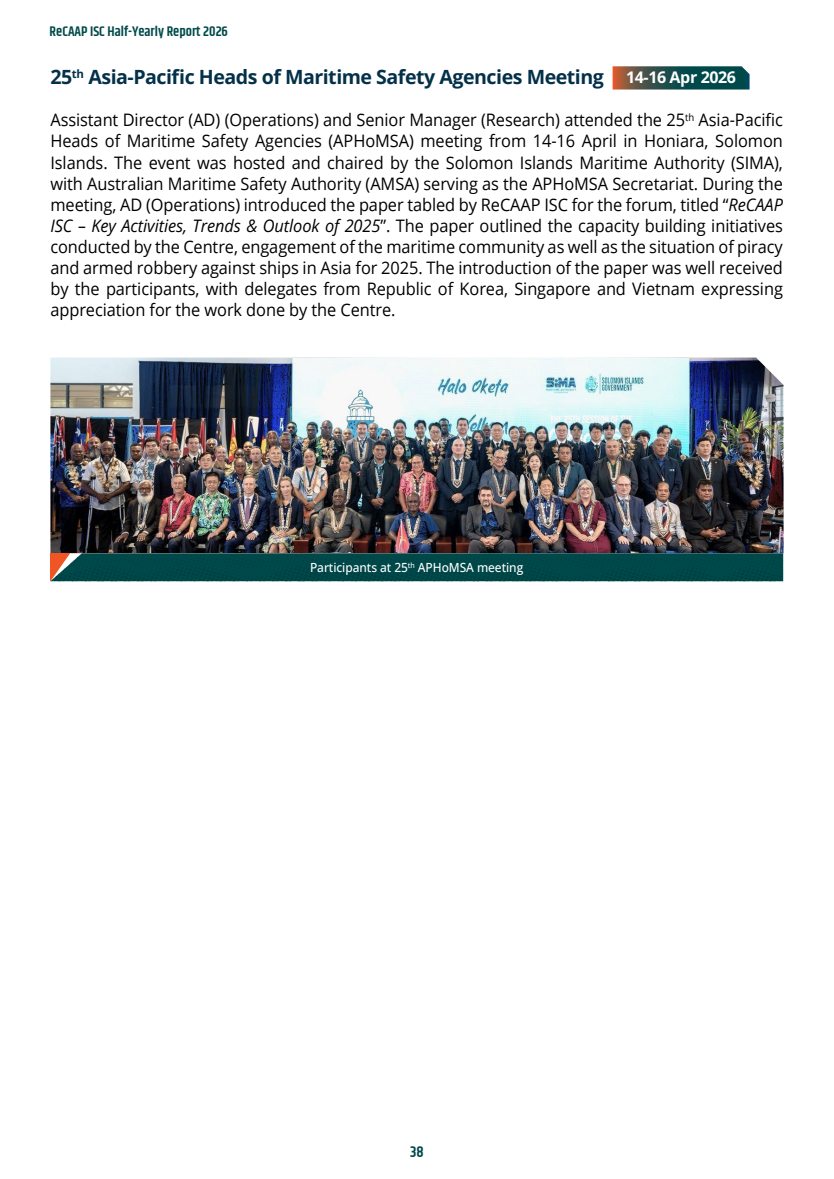 ReCAAP ISC Half-Yearly Report 2026
25th Asia-Pacific Heads of Maritime Safety Agencies Meeting 14-16 Apr 2026
Assistant Director (AD) (Operations) and Senior Manager (Research) attended the 25th Asia-Pacific
Heads of Maritime Safety Agencies (APHoMSA) meeting from 14-16 April in Honiara, Solomon
Islands. The event was hosted and chaired by the Solomon Islands Maritime Authority (SIMA),
with Australian Maritime Safety Authority (AMSA) serving as the APHoMSA Secretariat. During the
meeting, AD (Operations) introduced the paper tabled by ReCAAP ISC for the forum, titled “ReCAAP
ISC – Key Activities, Trends & Outlook of 2025”. The paper outlined the capacity building initiatives
conducted by the Centre, engagement of the maritime community as well as the situation of piracy
and armed robbery against ships in Asia for 2025. The introduction of the paper was well received
by the participants, with delegates from Republic of Korea, Singapore and Vietnam expressing
appreciation for the work done by the Centre.
Halo Oketa
SiMA
SOLOMON ISLANDS
GOVERNMENT
Participants at 25th APHoMSA meeting
38